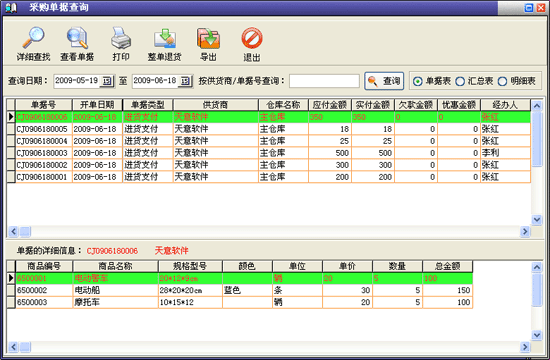 采购单据查询
详细查找 查看单据 打印 整单退货 导出 退出
查询日期： 2009-05-19 至 2009-06-18 按供货商/单据号查询： 查询 单据表 汇总表 明细表
单据号 开单日期 单据类型 供货商 仓库名称 应付金额 实付金额 欠款金额 优惠金额 经办人
CJ0906180006 2009-06-18 进货支付 天意软件 主仓库 350 350 0 0 张红
CJ0906180005 2009-06-18 进货支付 天意软件 主仓库 18 18 0 0 张红
CJ0906180004 2009-06-18 进货支付 天意软件 主仓库 25 25 0 0 张红
CJ0906180003 2009-06-18 进货支付 天意软件 主仓库 500 500 0 0 李利
CJ0906180002 2009-06-18 进货支付 天意软件 主仓库 300 300 0 0 张红
CJ0906180001 2009-06-18 进货支付 天意软件 主仓库 200 200 0 0 张红
单据的详细信息： CJ0906180006 天意软件
商品编号 商品名称 规格型号 颜色 单位 单价 数量 总金额
6500001 电动警车 20*12*9cm 辆 20 5 100
6500002 电动船 28*20*20cm 蓝色 条 30 5 150
6500003 摩托车 10*15*12 辆 20 5 100